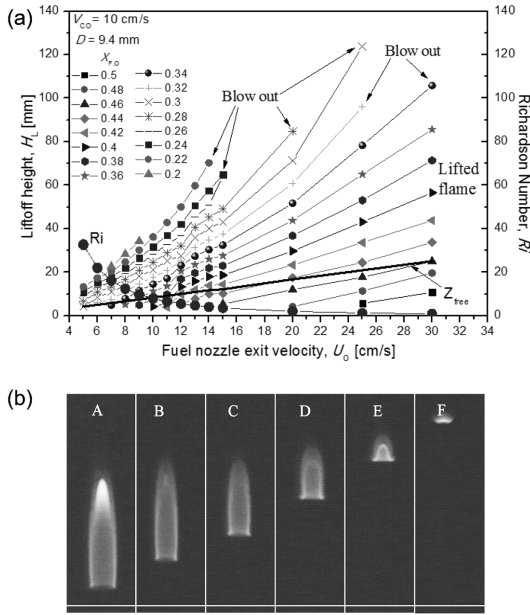 (a)
V_CO = 10 cm/s
D = 9.4 mm
X_F,O
0.5
0.48
0.46
0.44
0.42
0.4
0.38
0.36
0.34
0.32
0.3
0.28
0.26
0.24
0.22
0.2
Blow out
Blow out
Blow out
Ri
Lifted
flame
Z_tree
140
120
100
80
60
40
20
0
Liftoff height, H_L [mm]
140
120
100
80
60
40
20
0
Richardson Number, Ri
4 6 8 10 12 14 16 18 20 22 24 26 28 30 32 34
Fuel nozzle exit velocity, U_O [cm/s]
(b)
A B C D E F